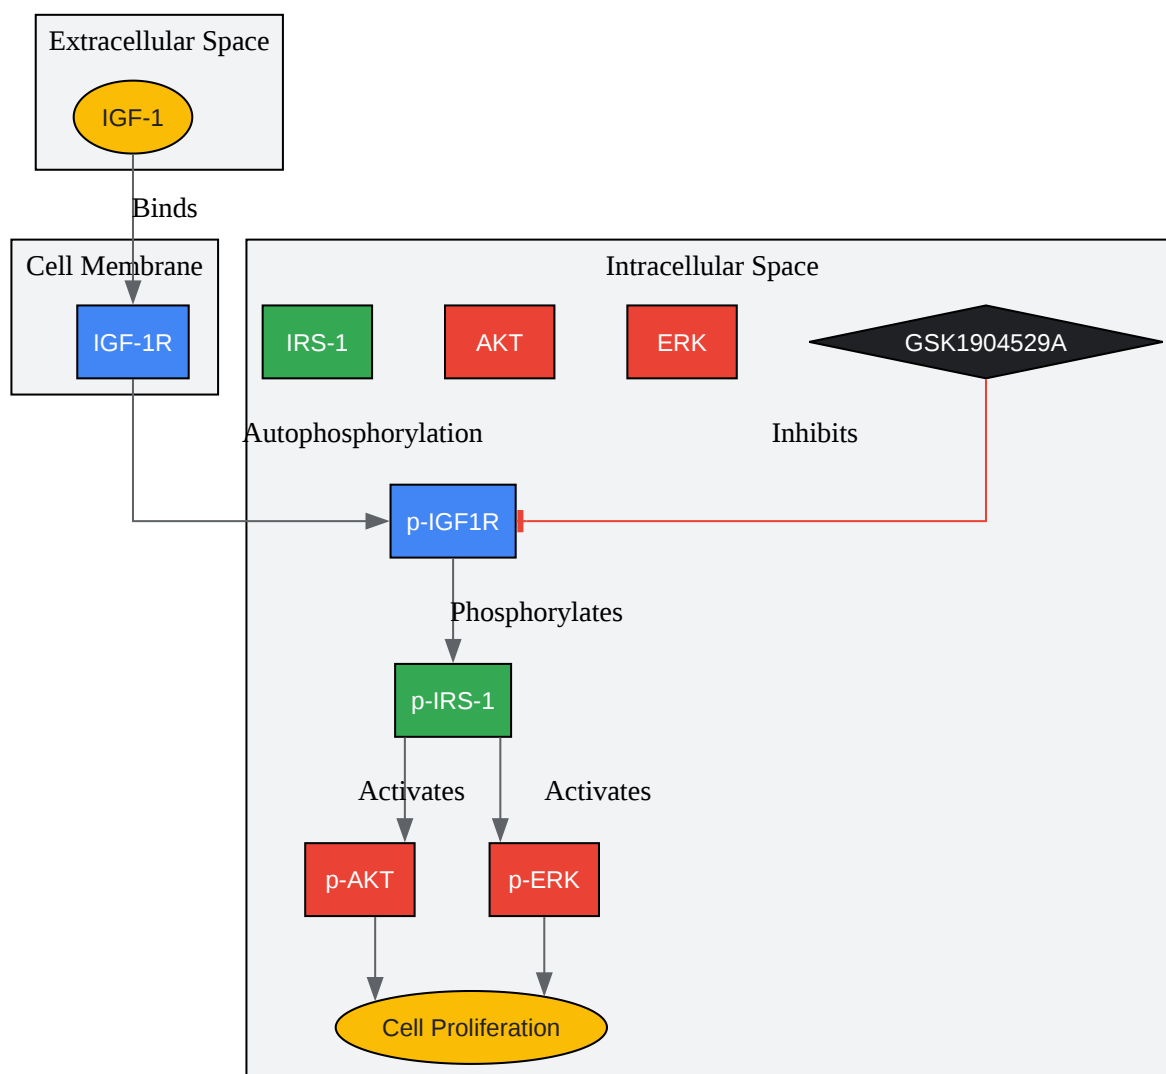 Extracellular Space
IGF-1
Binds
Cell Membrane
Intracellular Space
IGF-1R
IRS-1
AKT
ERK
GSK1904529A
Autophosphorylation
Inhibits
p-IGF1R
Phosphorylates
p-IRS-1
Activates
Activates
p-AKT
p-ERK
Cell Proliferation